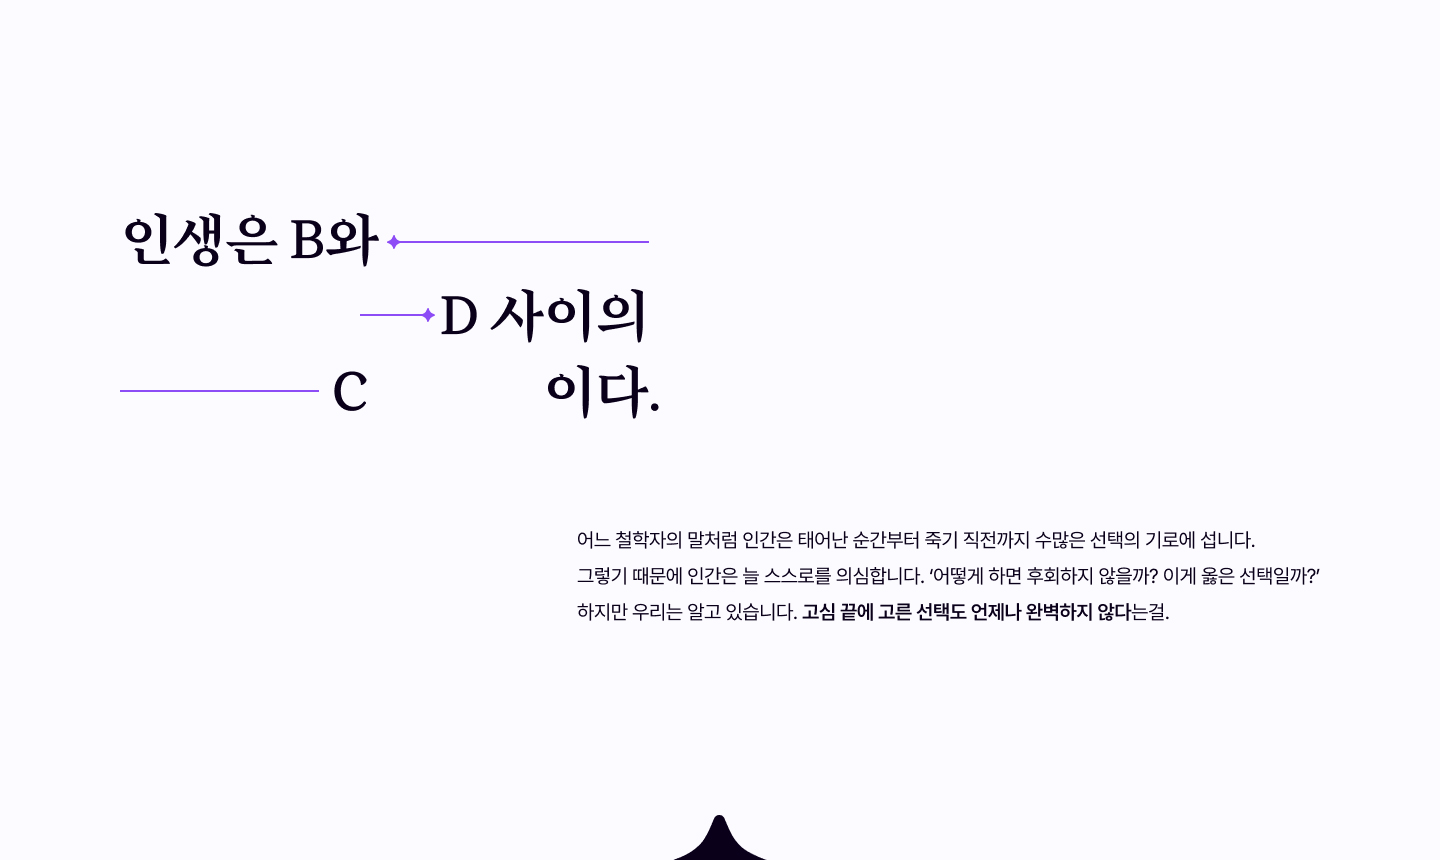 인생은 B와
D 사이의
C 이다.
어느 철학자의 말처럼 인간은 태어난 순간부터 죽기 직전까지 수많은 선택의 기로에 섭니다.
그렇기 때문에 인간은 늘 스스로를 의심합니다. ‘어떻게 하면 후회하지 않을까? 이게 옳은 선택일까?’
하지만 우리는 알고 있습니다. 고심 끝에 고른 선택도 언제나 완벽하지 않다는걸.